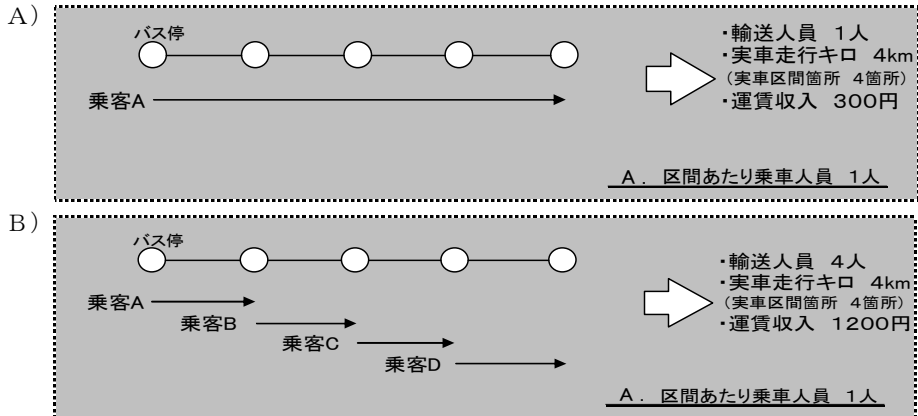 A)
バス停
乗客A
・輸送人員 1人
・実車走行キロ 4km
(実車区間箇所 4箇所)
・運賃収入 300円
A. 区間あたり乗車人員 1人
B)
バス停
乗客A
乗客B
乗客C
乗客D
・輸送人員 4人
・実車走行キロ 4km
(実車区間箇所 4箇所)
・運賃収入 1200円
A. 区間あたり乗車人員 1人